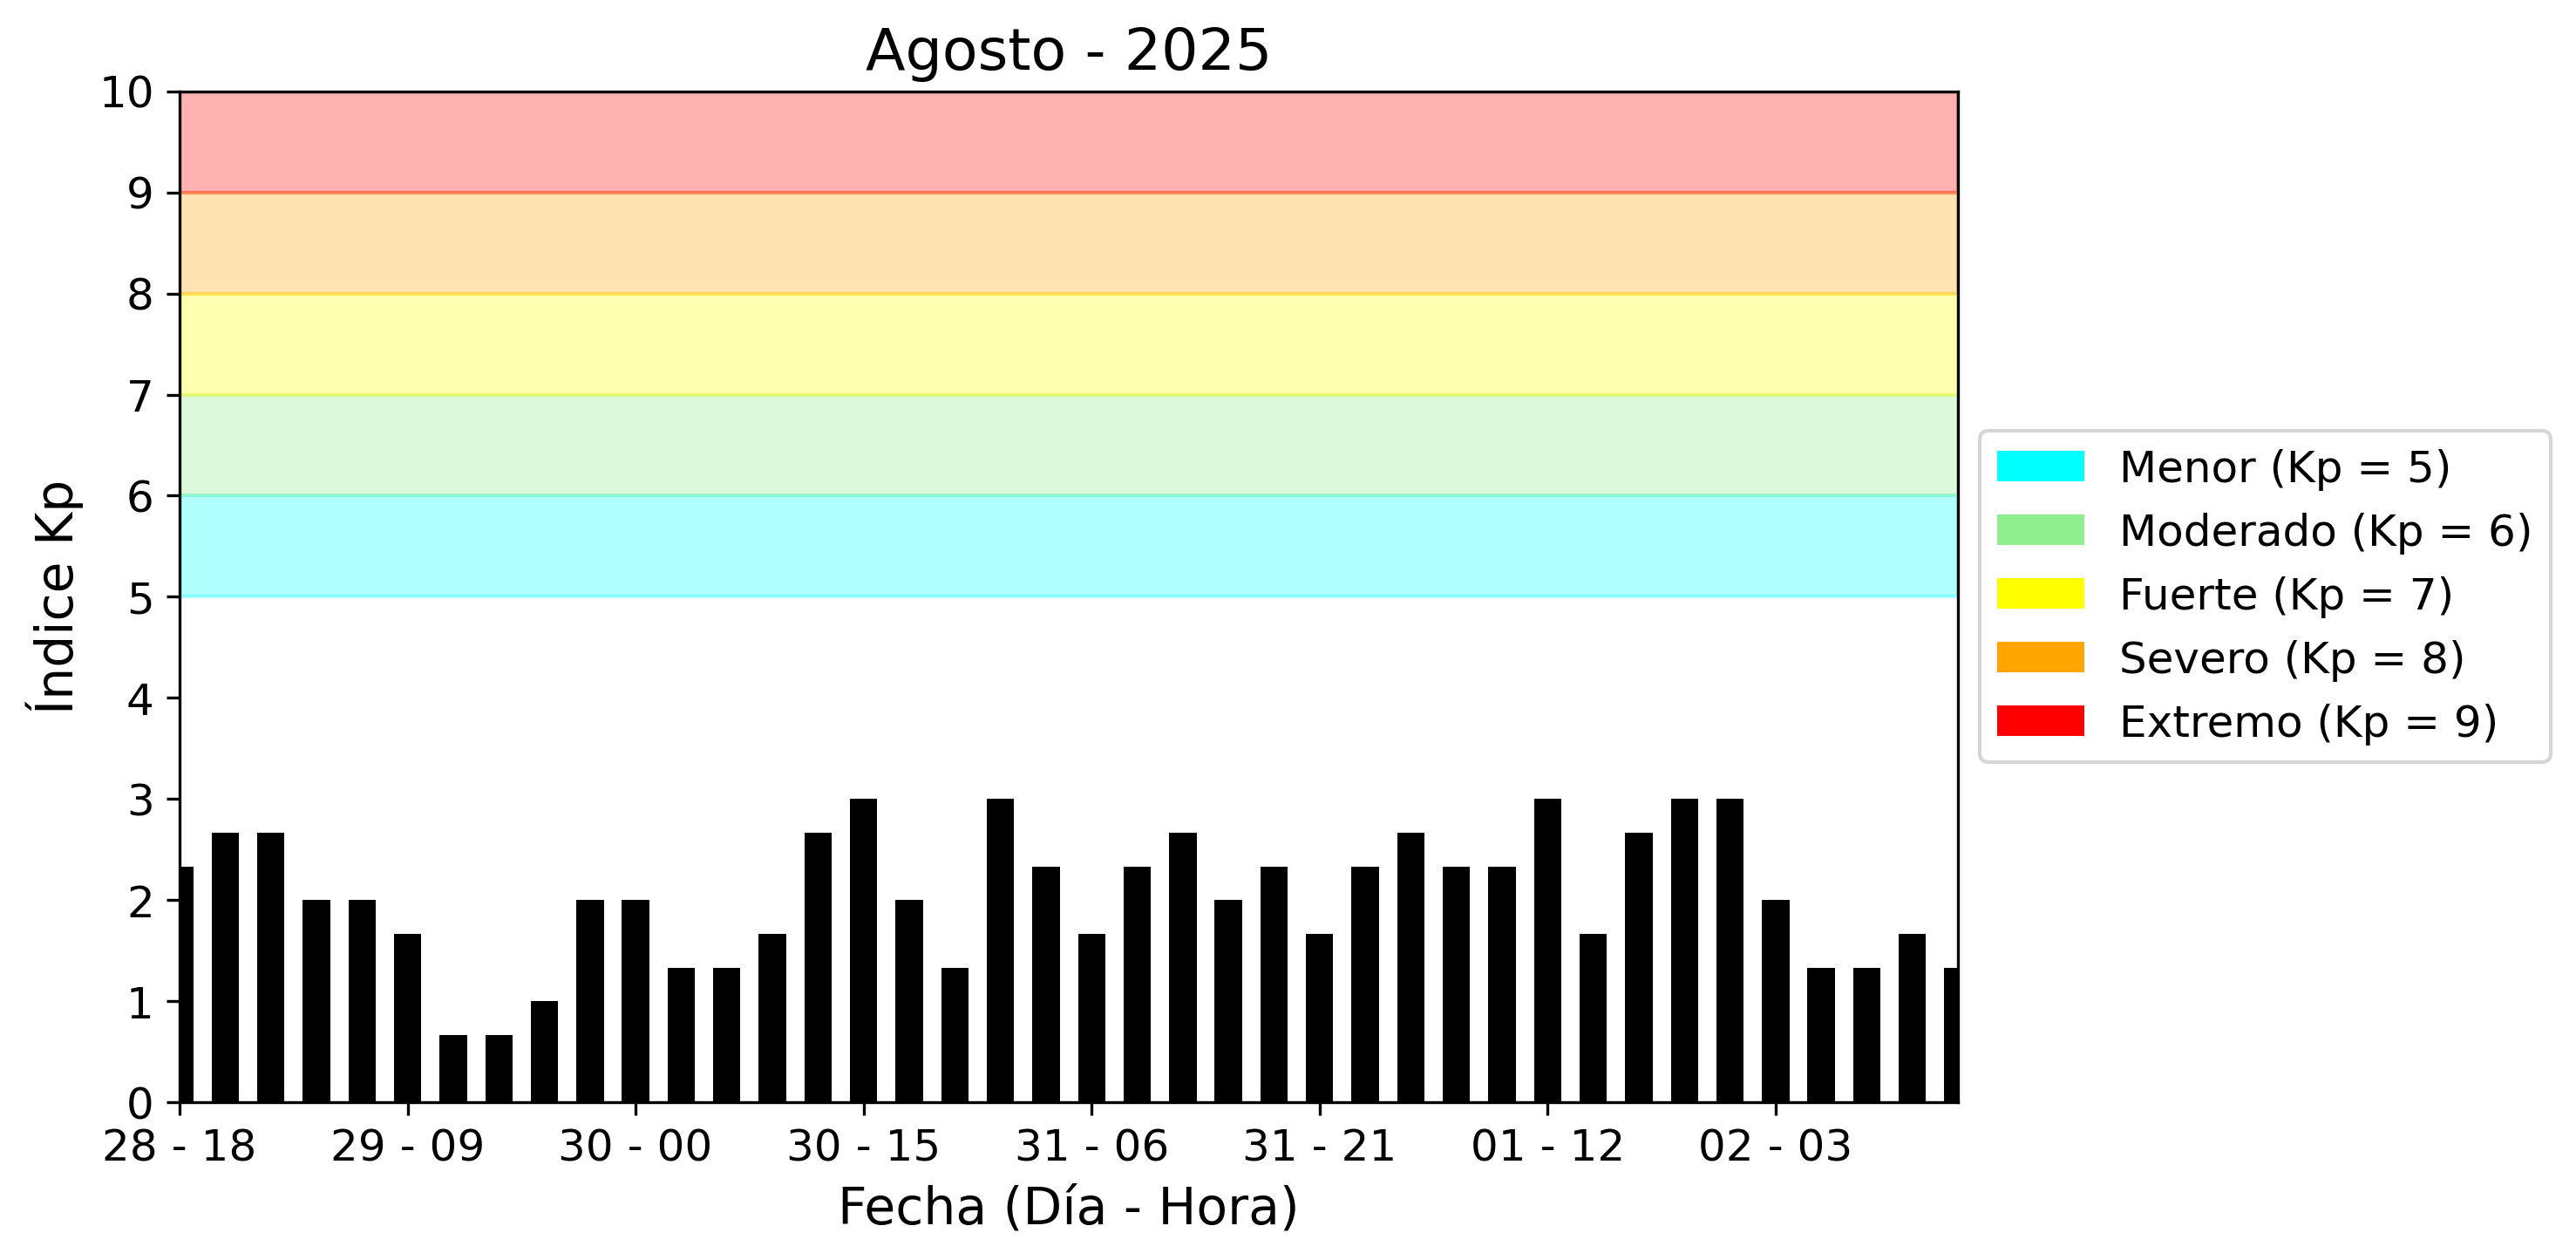 Agosto - 2025
Índice Kp
10
9
8
7
6
5
4
3
2
1
0
28 - 18 29 - 09 30 - 00 30 - 15 31 - 06 31 - 21 01 - 12 02 - 03
Fecha (Día - Hora)
Menor (Kp = 5)
Moderado (Kp = 6)
Fuerte (Kp = 7)
Severo (Kp = 8)
Extremo (Kp = 9)